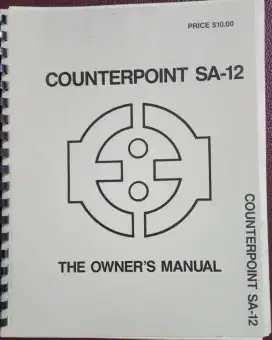 PRICE $10.00
COUNTERPOINT SA-12
THE OWNER'S MANUAL
COUNTERPOINT SA-12